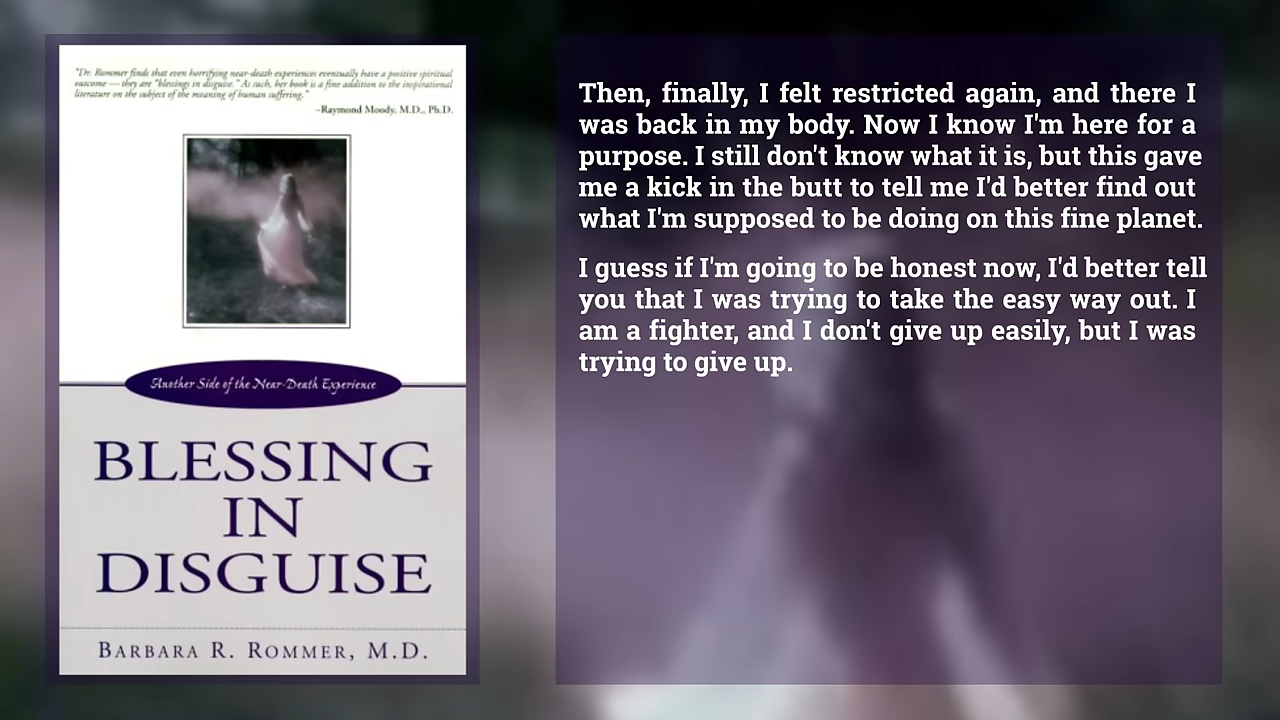 "Dr. Rommer finds that even horrifying near-death experiences eventually have a positive spiritual
outcome — they are "blessings in disguise." As such, her book is a fine addition to the inspirational
literature on the subject of the meaning of human suffering."
–Raymond Moody, M.D., Ph.D.
Another Side of the Near-Death Experience
BLESSING
IN
DISGUISE
BARBARA R. ROMMER, M.D.
Then, finally, I felt restricted again, and there I
was back in my body. Now I know I'm here for a
purpose. I still don't know what it is, but this gave
me a kick in the butt to tell me I'd better find out
what I'm supposed to be doing on this fine planet.
I guess if I'm going to be honest now, I'd better tell
you that I was trying to take the easy way out. I
am a fighter, and I don't give up easily, but I was
trying to give up.